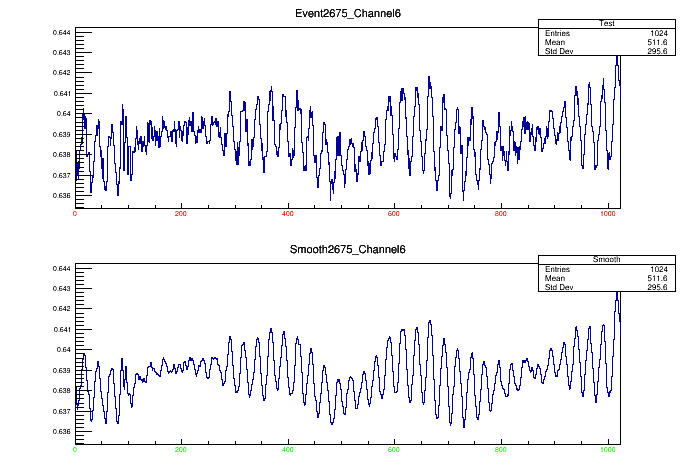 Event2675_Channel6
Test
Entries 1024
Mean 511.6
Std Dev 295.6
0.644
0.643
0.642
0.641
0.64
0.639
0.638
0.637
0.636
0 200 400 600 800 1000
Smooth2675_Channel6
Smooth
Entries 1024
Mean 511.6
Std Dev 295.6
0.644
0.643
0.642
0.641
0.64
0.639
0.638
0.637
0.636
0 200 400 600 800 1000